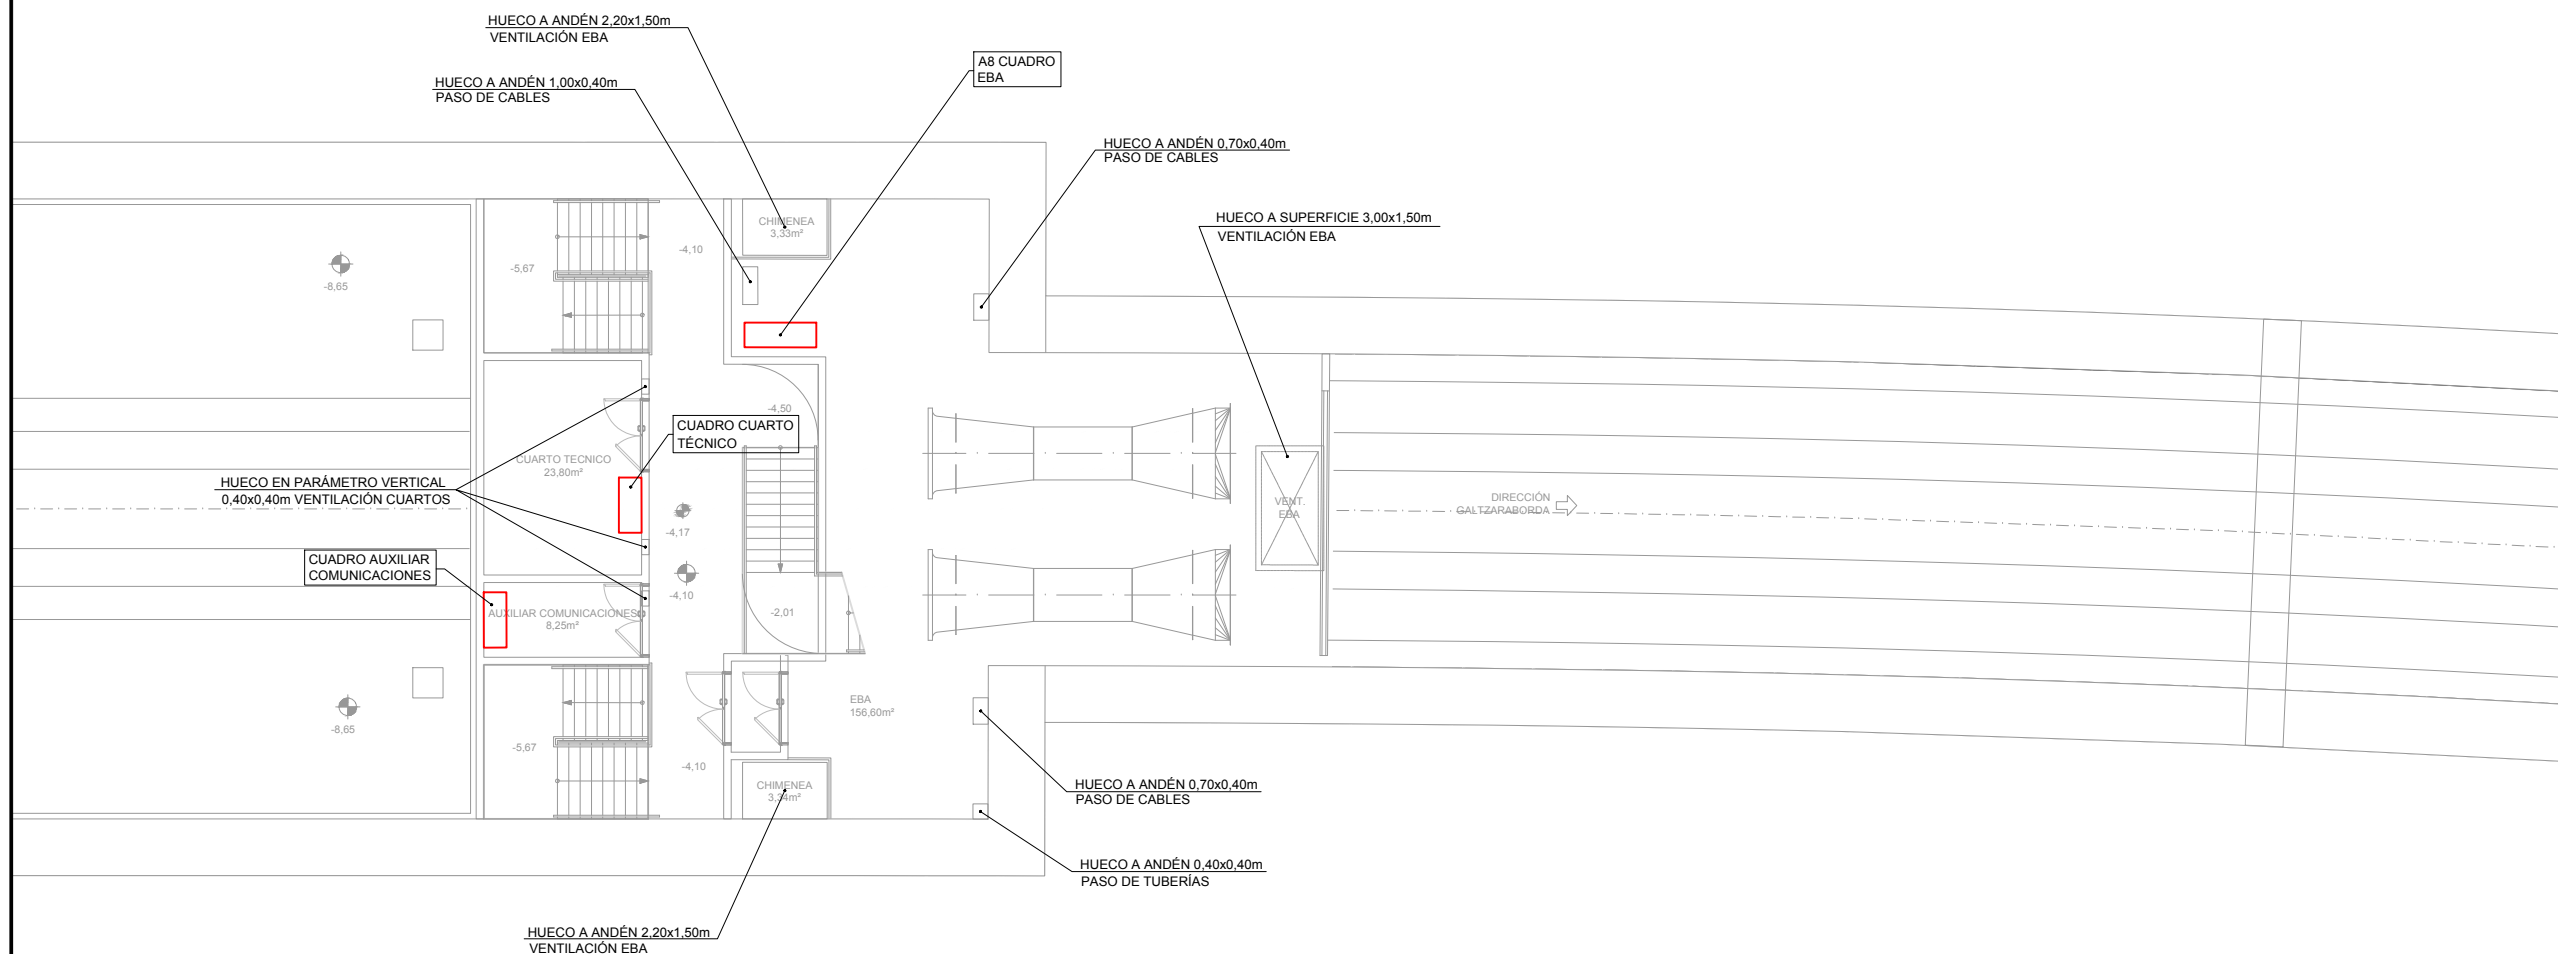 HUECO A ANDÉN 2,20x1,50m
VENTILACIÓN EBA
A8 CUADRO
EBA
HUECO A ANDÉN 1,00x0,40m
PASO DE CABLES
HUECO A ANDÉN 0,70x0,40m
PASO DE CABLES
HUECO A SUPERFICIE 3,00x1,50m
VENTILACIÓN EBA
CHIMENEA
3,33m²
-4,10
-5,67
-8,65
-4,50
CUADRO CUARTO
TÉCNICO
CUARTO TECNICO
23,80m²
HUECO EN PARÁMETRO VERTICAL
0,40x0,40m VENTILACIÓN CUARTOS
VENT.
EBA
DIRECCIÓN
GALTZARABORDA
-4,17
CUADRO AUXILIAR
COMUNICACIONES
-4,10
AUXILIAR COMUNICACIONES
8,25m²
-2,01
EBA
156,60m²
-8,65
-5,67
-4,10
CHIMENEA
3,34m²
HUECO A ANDÉN 0,70x0,40m
PASO DE CABLES
HUECO A ANDÉN 0,40x0,40m
PASO DE TUBERÍAS
HUECO A ANDÉN 2,20x1,50m
VENTILACIÓN EBA